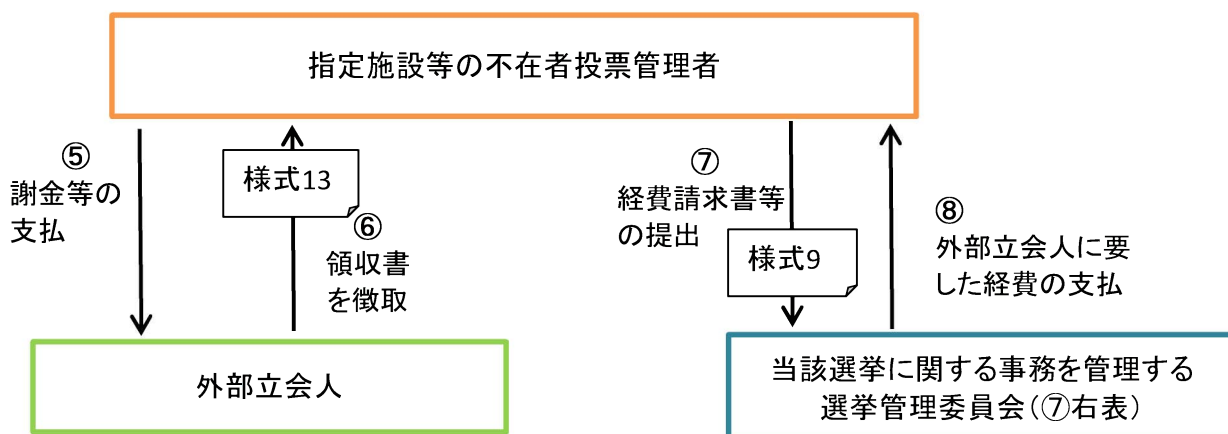 指定施設等の不在者投票管理者
⑤
謝金等の
支払
様式13
⑥
領収書
を徴取
⑦
経費請求書等
の提出
様式9
⑧
外部立会人に要
した経費の支払
外部立会人
当該選挙に関する事務を管理する
選挙管理委員会(⑦右表)